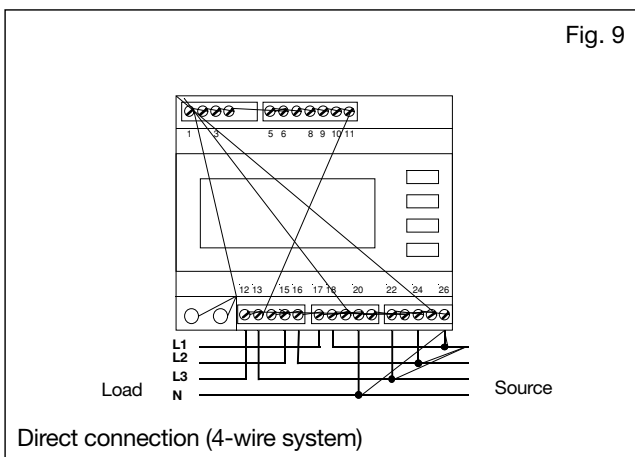 Fig. 9
1 3 5 6 8 9 10 11
12 13 15 16 17 18 20 22 24 26
L1
L2
L3
N
Load
Source
Direct connection (4-wire system)